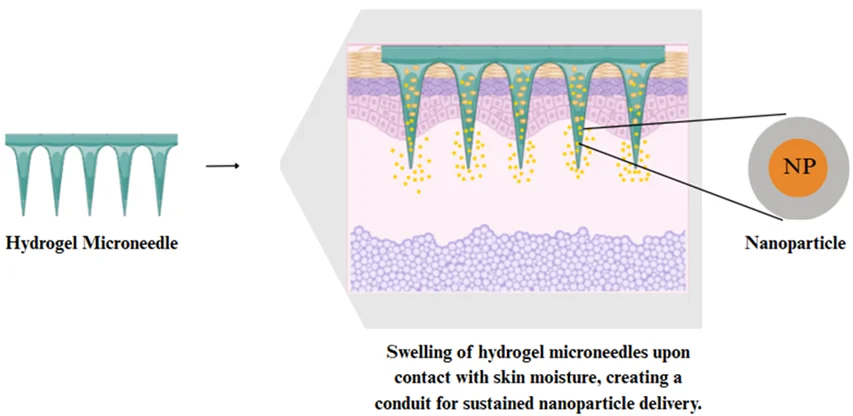 Hydrogel Microneedle
NP
Nanoparticle
Swelling of hydrogel microneedles upon
contact with skin moisture, creating a
conduit for sustained nanoparticle delivery.